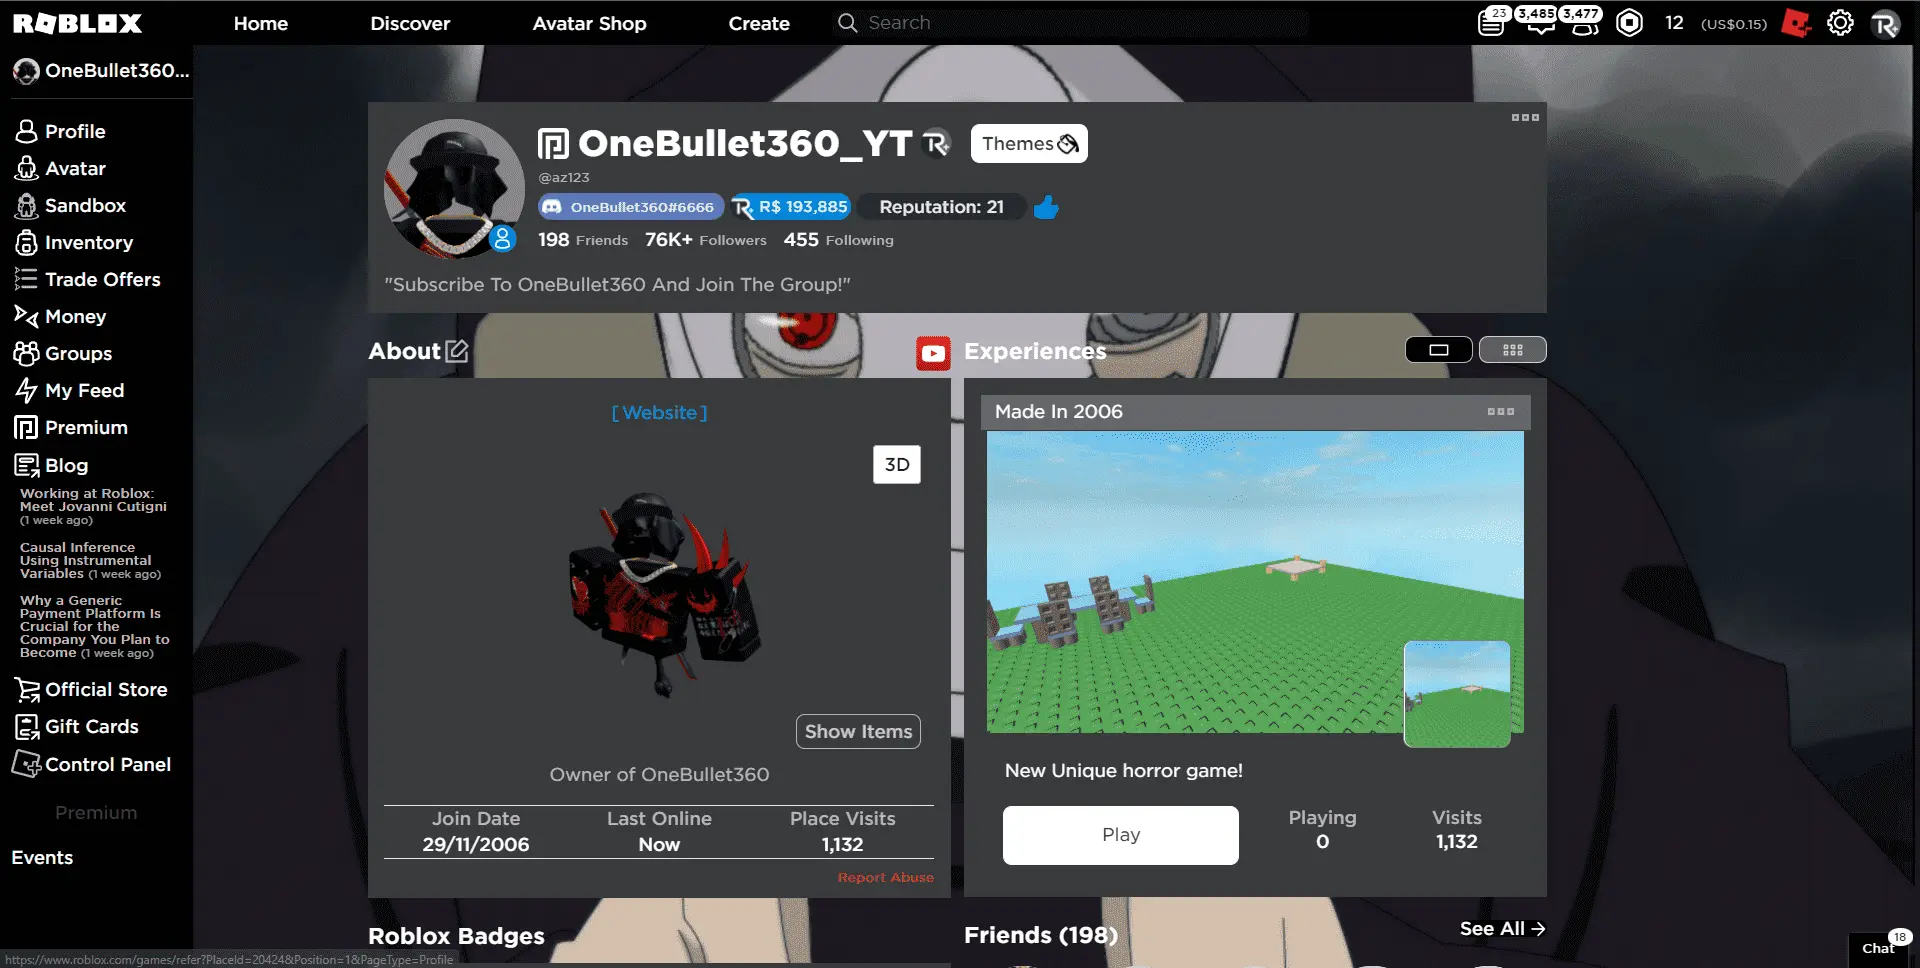 ROBLOX
Home
Discover
Avatar Shop
Create
Search
23
3,485
3,477
12
(US$0.15)
OneBullet360...
Profile
Avatar
Sandbox
Inventory
Trade Offers
Money
Groups
My Feed
Premium
Blog
Working at Roblox:
Meet Jovanni Cutigni
(1 week ago)
Causal Inference
Using Instrumental
Variables (1 week ago)
Why a Generic
Payment Platform Is
Crucial for the
Company You Plan to
Become (1 week ago)
Official Store
Gift Cards
Control Panel
Premium
Events
OneBullet360_YT
Themes
@az123
OneBullet360#6666
R$ 193,885
Reputation: 21
198 Friends
76K+ Followers
455 Following
"Subscribe To OneBullet360 And Join The Group!"
About
[ Website ]
3D
Show Items
Owner of OneBullet360
Join Date
29/11/2006
Last Online
Now
Place Visits
1,132
Report Abuse
Experiences
Made In 2006
New Unique horror game!
Play
Playing
0
Visits
1,132
Roblox Badges
Friends (198)
See All →
Chat
18
https://www.roblox.com/games/refer?PlaceId=20424&Position=1&PageType=Profile